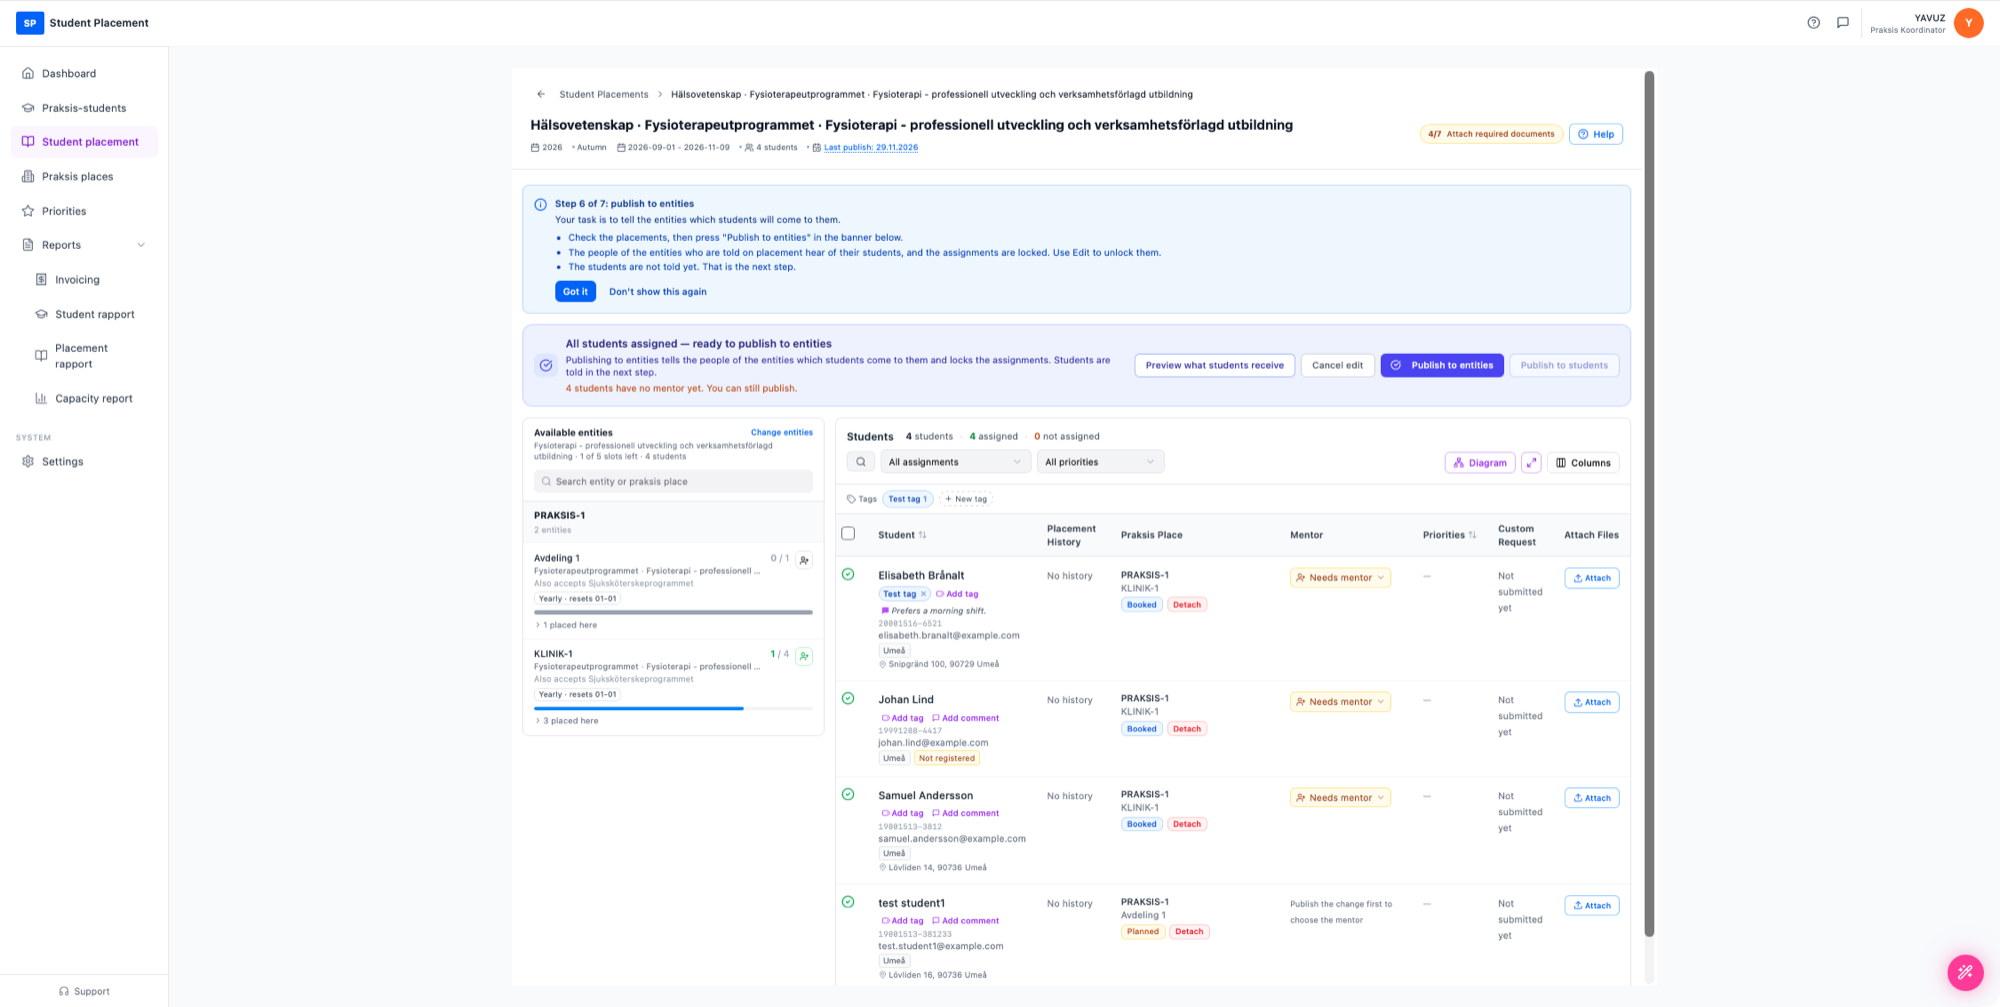 SP Student Placement
YAVUZ
Praksis Koordinator
Y
Dashboard
Praksis-students
Student placement
Praksis places
Priorities
Reports
Invoicing
Student rapport
Placement
rapport
Capacity report
SYSTEM
Settings
Support
Student Placements > Hälsovetenskap · Fysioterapeutprogrammet · Fysioterapi - professionell utveckling och verksamhetsförlagd utbildning
Hälsovetenskap · Fysioterapeutprogrammet · Fysioterapi - professionell utveckling och verksamhetsförlagd utbildning
2026 • Autumn 2026-09-01 - 2026-11-09 • 4 students • Last publish: 29.11.2026
4/7 Attach required documents
Help
Step 6 of 7: publish to entities
Your task is to tell the entities which students will come to them.
• Check the placements, then press "Publish to entities" in the banner below.
• The people of the entities who are told on placement hear of their students, and the assignments are locked. Use Edit to unlock them.
• The students are not told yet. That is the next step.
Got it Don't show this again
All students assigned — ready to publish to entities
Publishing to entities tells the people of the entities which students come to them and locks the assignments. Students are
told in the next step.
4 students have no mentor yet. You can still publish.
Preview what students receive Cancel edit Publish to entities Publish to students
Available entities Change entities
Fysioterapi - professionell utveckling och verksamhetsförlagd
utbildning · 1 of 5 slots left · 4 students
Search entity or praksis place
PRAKSIS-1
2 entities
Avdeling 1 0 / 1
Fysioterapeutprogrammet · Fysioterapi - professionell ...
Also accepts Sjuksköterskeprogrammet
Yearly · resets 01-01
> 1 placed here
KLINIK-1 1 / 4
Fysioterapeutprogrammet · Fysioterapi - professionell ...
Also accepts Sjuksköterskeprogrammet
Yearly · resets 01-01
> 3 placed here
Students 4 students · 4 assigned · 0 not assigned
All assignments All priorities
Diagram Columns
Tags Test tag 1 + New tag
Student Placement History Praksis Place Mentor Priorities Custom Request Attach Files
Elisabeth Brånalt
Test tag × Add tag
Prefers a morning shift.
20001516-6521
elisabeth.branalt@example.com
Umeå
Snipgränd 100, 90729 Umeå
No history
PRAKSIS-1
KLINIK-1
Booked Detach
Needs mentor
—
Not
submitted
yet
Attach
Johan Lind
Add tag Add comment
19991208-4417
johan.lind@example.com
Umeå Not registered
No history
PRAKSIS-1
KLINIK-1
Booked Detach
Needs mentor
—
Not
submitted
yet
Attach
Samuel Andersson
Add tag Add comment
19001513-3812
samuel.andersson@example.com
Umeå
Lövliden 14, 90736 Umeå
No history
PRAKSIS-1
KLINIK-1
Booked Detach
Needs mentor
—
Not
submitted
yet
Attach
test student1
Add tag Add comment
19001513-381233
test.student1@example.com
Umeå
Lövliden 16, 90736 Umeå
No history
PRAKSIS-1
Avdeling 1
Planned Detach
Publish the change first to
choose the mentor
—
Not
submitted
yet
Attach